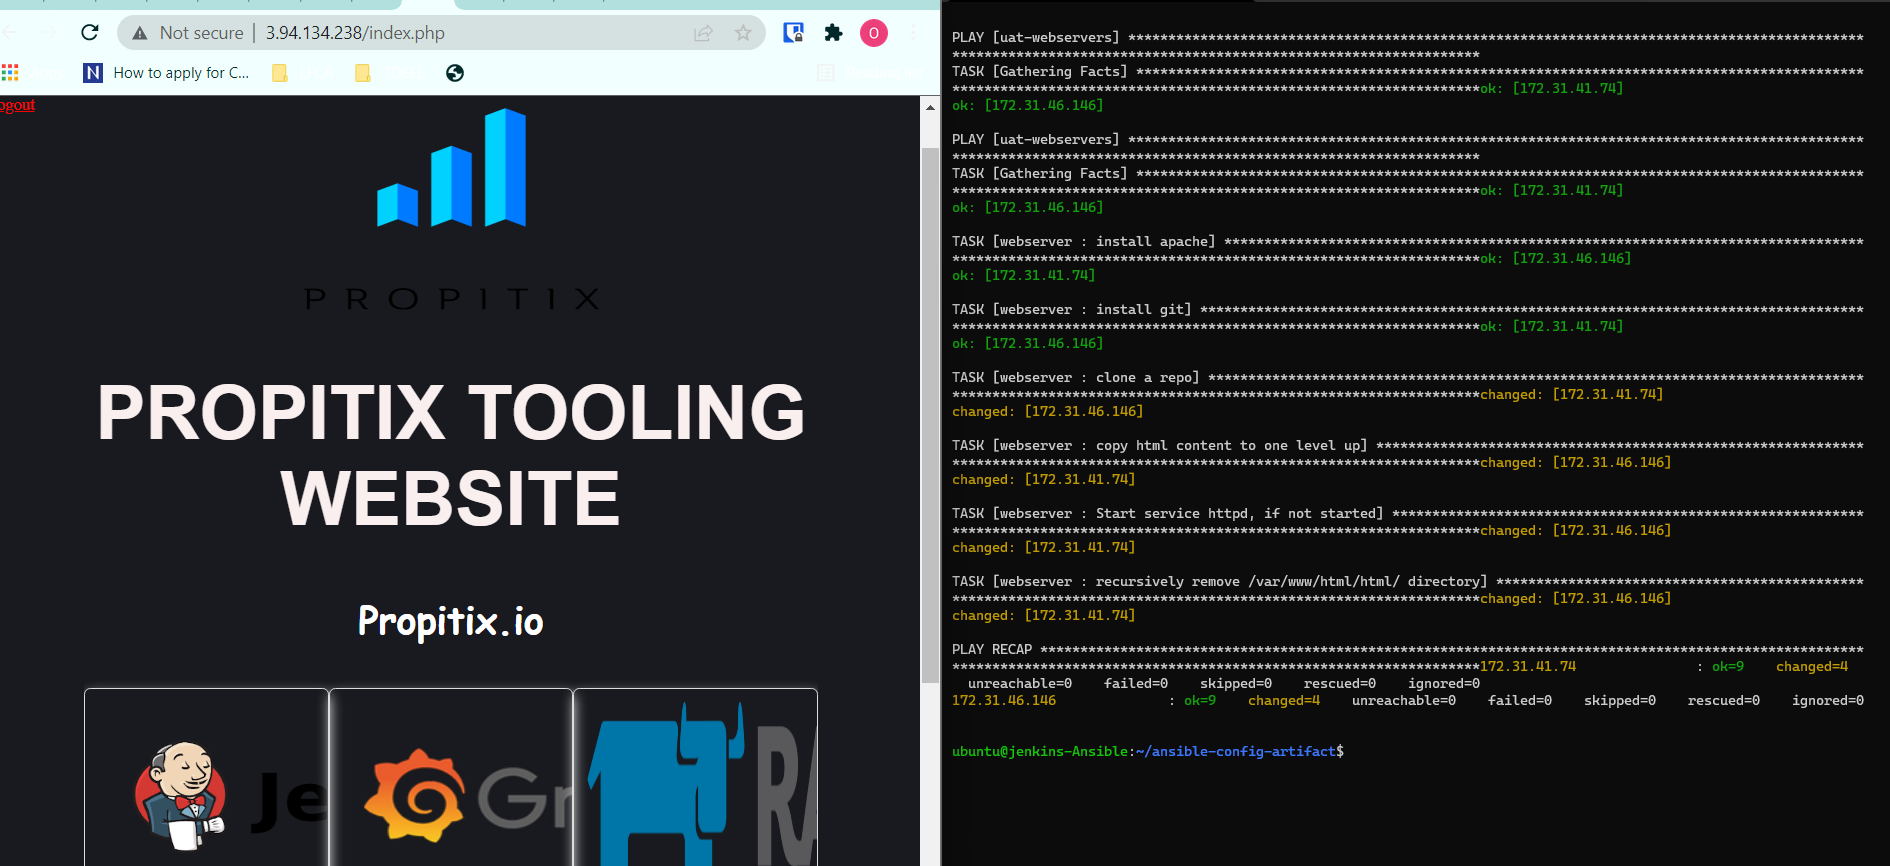 Not secure | 3.94.134.238/index.php
O
N How to apply for C...
ogout
PROPITIX
PROPITIX TOOLING
WEBSITE
Propitix.io
Je
Gr
RA
PLAY [uat-webservers] ********************************************************************************************
******************************************************************
TASK [Gathering Facts] *******************************************************************************************
******************************************************************ok: [172.31.41.74]
ok: [172.31.46.146]
PLAY [uat-webservers] ********************************************************************************************
******************************************************************
TASK [Gathering Facts] *******************************************************************************************
******************************************************************ok: [172.31.41.74]
ok: [172.31.46.146]
TASK [webserver : install apache] ********************************************************************************
******************************************************************ok: [172.31.46.146]
ok: [172.31.41.74]
TASK [webserver : install git] ***********************************************************************************
******************************************************************ok: [172.31.41.74]
ok: [172.31.46.146]
TASK [webserver : clone a repo] **********************************************************************************
******************************************************************changed: [172.31.41.74]
changed: [172.31.46.146]
TASK [webserver : copy html content to one level up] *************************************************************
******************************************************************changed: [172.31.46.146]
changed: [172.31.41.74]
TASK [webserver : Start service httpd, if not started] ***********************************************************
******************************************************************changed: [172.31.46.146]
changed: [172.31.41.74]
TASK [webserver : recursively remove /var/www/html/html/ directory] **********************************************
******************************************************************changed: [172.31.46.146]
changed: [172.31.41.74]
PLAY RECAP *******************************************************************************************************
******************************************************************172.31.41.74               : ok=9    changed=4
  unreachable=0    failed=0    skipped=0    rescued=0    ignored=0
172.31.46.146              : ok=9    changed=4    unreachable=0    failed=0    skipped=0    rescued=0    ignored=0
ubuntu@jenkins-Ansible:~/ansible-config-artifact$